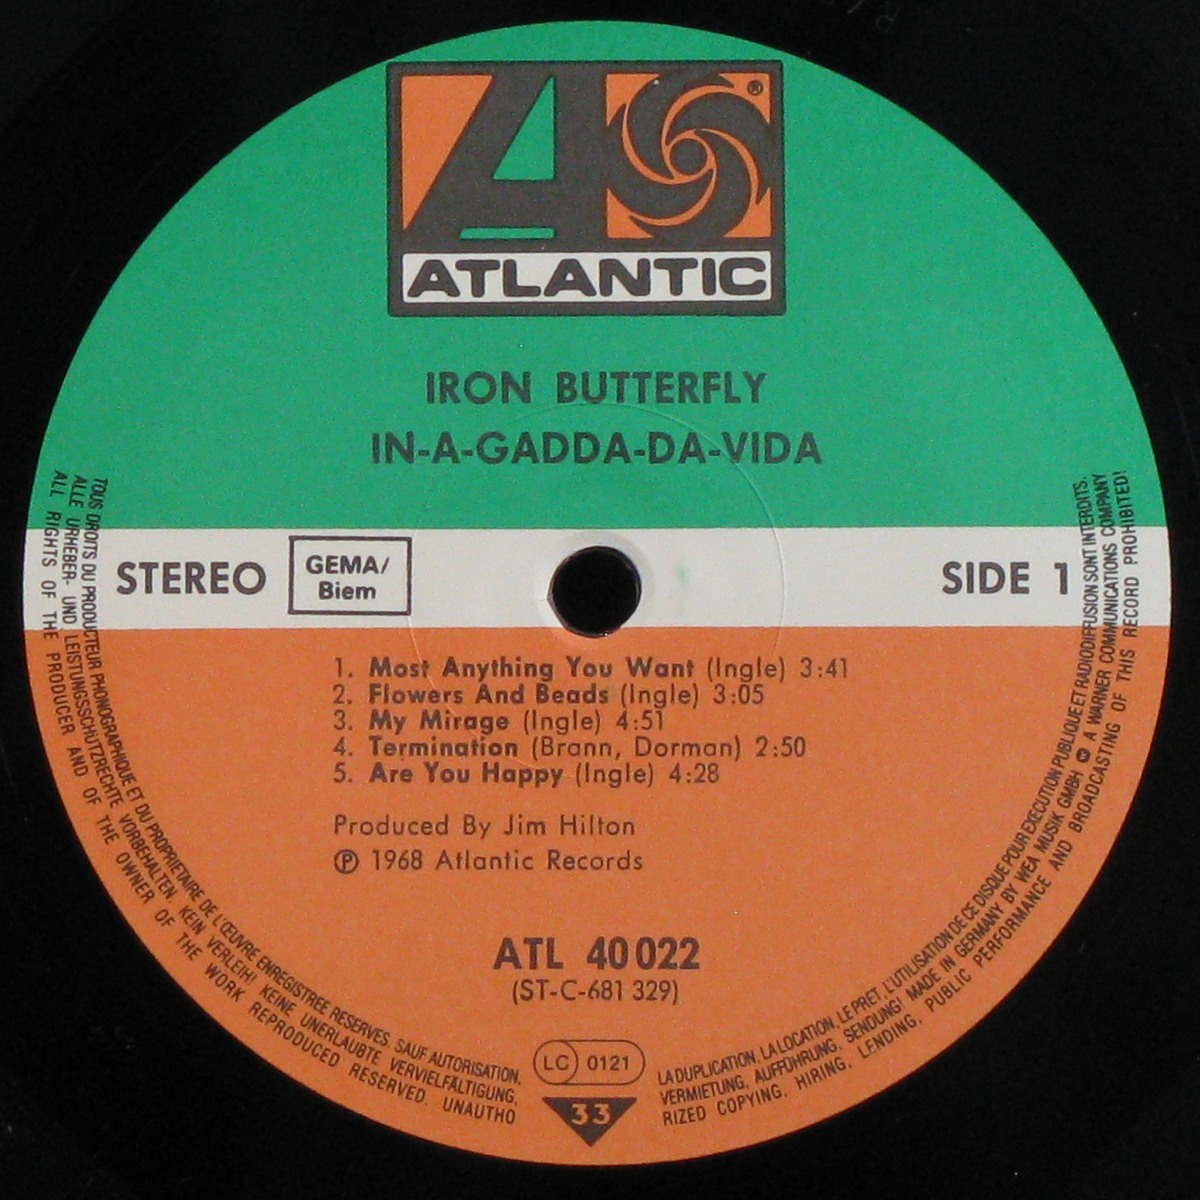 ATLANTIC
®
IRON BUTTERFLY
IN-A-GADDA-DA-VIDA
STEREO
GEMA/
Biem
SIDE 1
1. Most Anything You Want (Ingle) 3:41
2. Flowers And Beads (Ingle) 3:05
3. My Mirage (Ingle) 4:51
4. Termination (Brann, Dorman) 2:50
5. Are You Happy (Ingle) 4:28
Produced By Jim Hilton
Ⓟ 1968 Atlantic Records
ATL 40 022
(ST-C-681 329)
LC 0121
33
TOUS DROITS DU PRODUCTEUR PHONOGRAPHIQUE ET DU PROPRIETAIRE DE L'ŒUVRE ENREGISTREE RESERVES. SAUF AUTORISATION,
LA DUPLICATION, LA LOCATION, LE PRET, L'UTILISATION DE CE DISQUE POUR EXECUTION PUBLIQUE ET RADIODIFFUSION SONT INTERDITS.
ALLE URHEBER- UND LEISTUNGSSCHUTZRECHTE VORBEHALTEN. KEIN VERLEIH! KEINE UNERLAUBTE VERVIELFÄLTIGUNG,
VERMIETUNG, AUFFÜHRUNG, SENDUNG! MADE IN GERMANY BY WEA MUSIK GMBH A WARNER COMMUNICATIONS COMPANY
ALL RIGHTS OF THE PRODUCER AND OF THE OWNER OF THE WORK REPRODUCED RESERVED. UNAUTHO
RIZED COPYING, HIRING, LENDING, PUBLIC PERFORMANCE AND BROADCASTING OF THIS RECORD PROHIBITED!